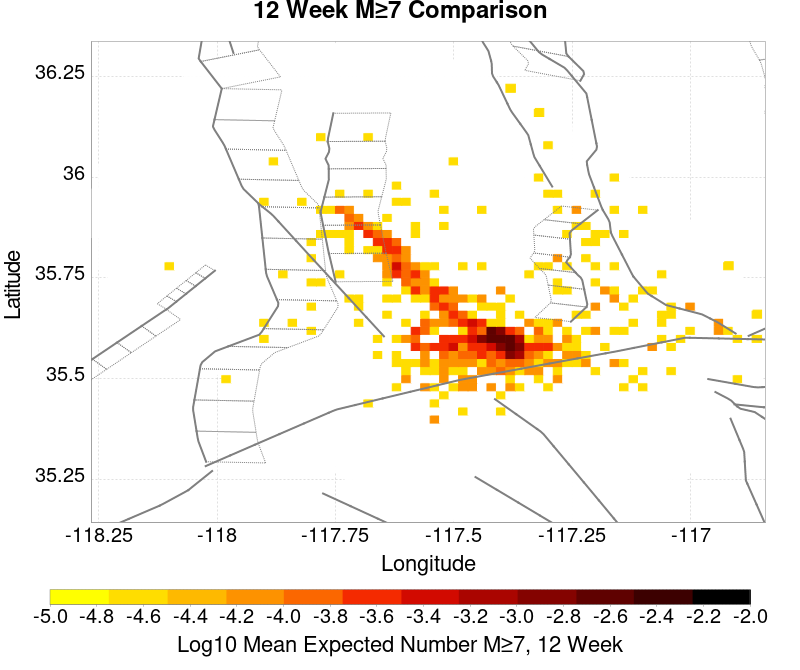 12 Week M≥7 Comparison
36.25
36
35.75
35.5
35.25
Latitude
-118.25 -118 -117.75 -117.5 -117.25 -117
Longitude
-5.0 -4.8 -4.6 -4.4 -4.2 -4.0 -3.8 -3.6 -3.4 -3.2 -3.0 -2.8 -2.6 -2.4 -2.2 -2.0
Log10 Mean Expected Number M≥7, 12 Week